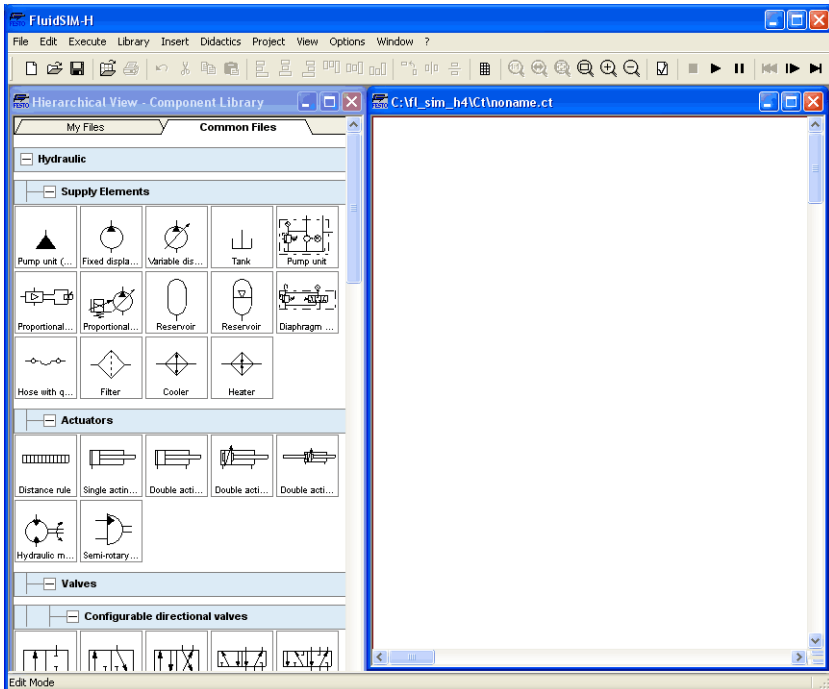 FESTO FluidSIM-H
File Edit Execute Library Insert Didactics Project View Options Window ?
FESTO Hierarchical View - Component Library
FESTO C:\fl_sim_h4\Ct\noname.ct
My Files Common Files
Hydraulic
Supply Elements
Pump unit (... Fixed displa... Variable dis... Tank Pump unit
Proportional... Proportional... Reservoir Reservoir Diaphragm ...
Hose with q... Filter Cooler Heater
Actuators
Distance rule Single actin... Double acti... Double acti... Double acti...
Hydraulic m... Semi-rotary...
Valves
Configurable directional valves
Edit Mode